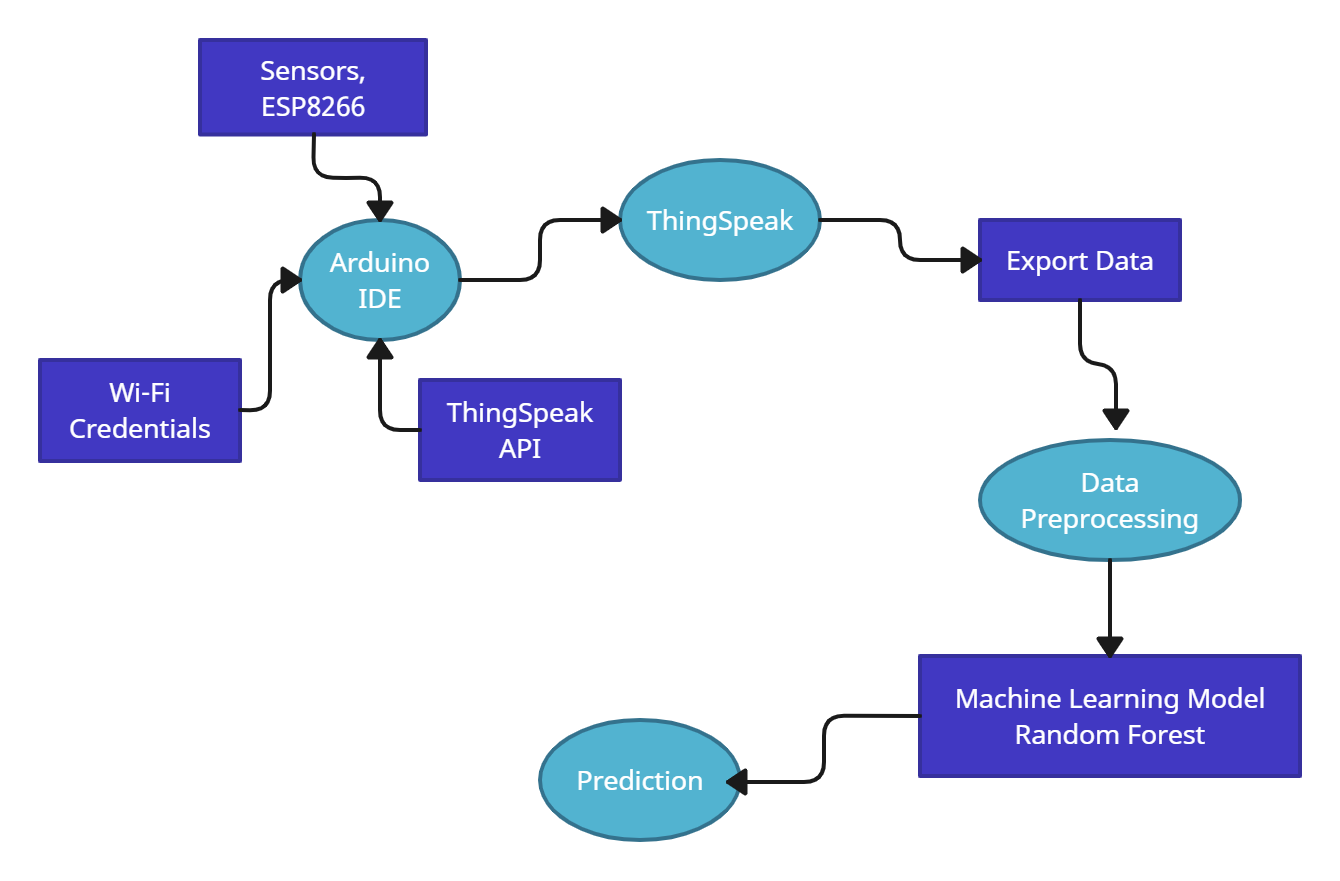 Sensors,
ESP8266
Arduino
IDE
Wi-Fi
Credentials
ThingSpeak
API
ThingSpeak
Export Data
Data
Preprocessing
Machine Learning Model
Random Forest
Prediction